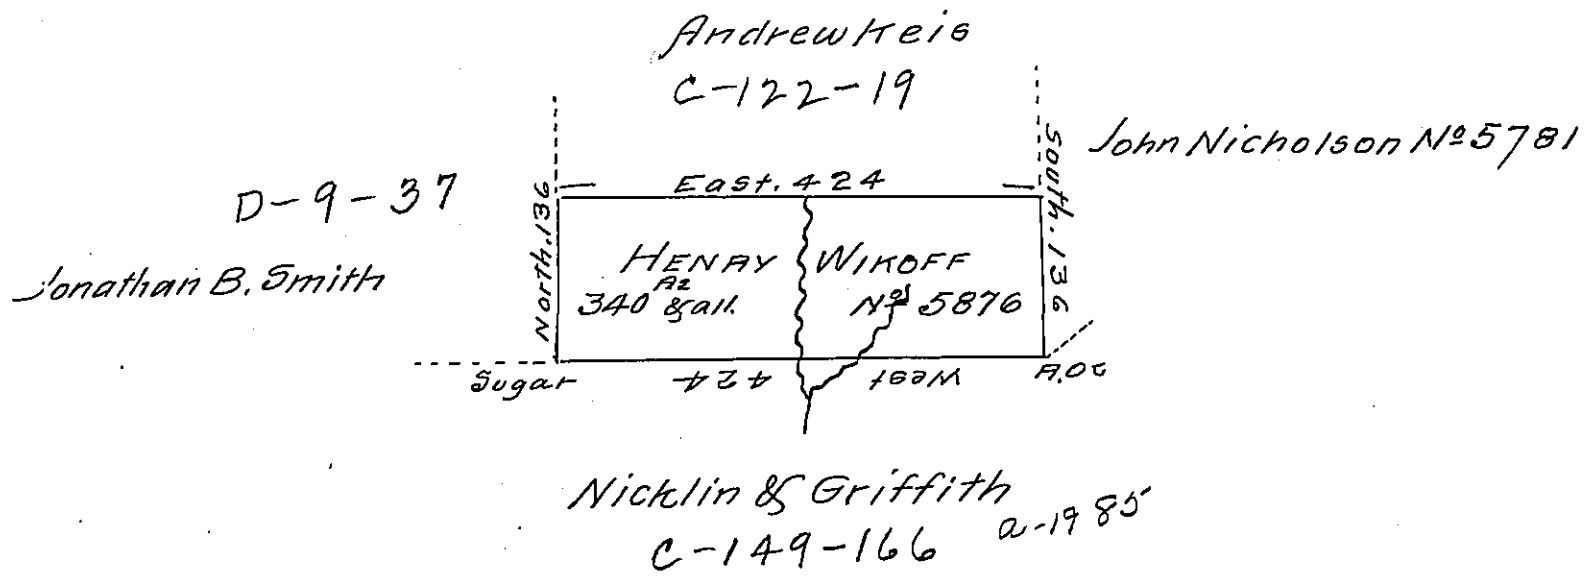 Andrew Keis
C-122-19
John Nicholson Nº 5781
South. 136
D-9-37
East. 424
North. 136
Jonathan B. Smith
HENRY WIKOFF
340 As & all. Nº 5876
Sugar 424 West W.Oc
Nicklin & Griffith
C-149-166 a-1985